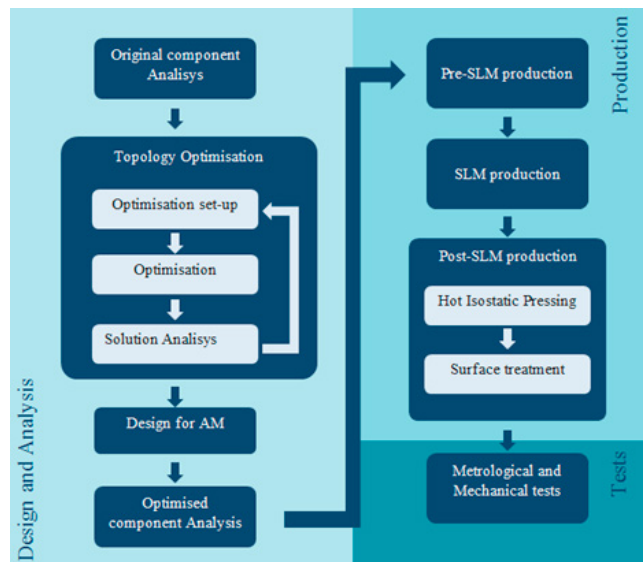 Original component
Analisys
Topology Optimisation
Optimisation set-up
Optimisation
Solution Analisys
Design for AM
Optimised
component Analysis
Design and Analysis
Pre-SLM production
SLM production
Post-SLM production
Hot Isostatic Pressing
Surface treatment
Production
Metrological and
Mechanical tests
Tests